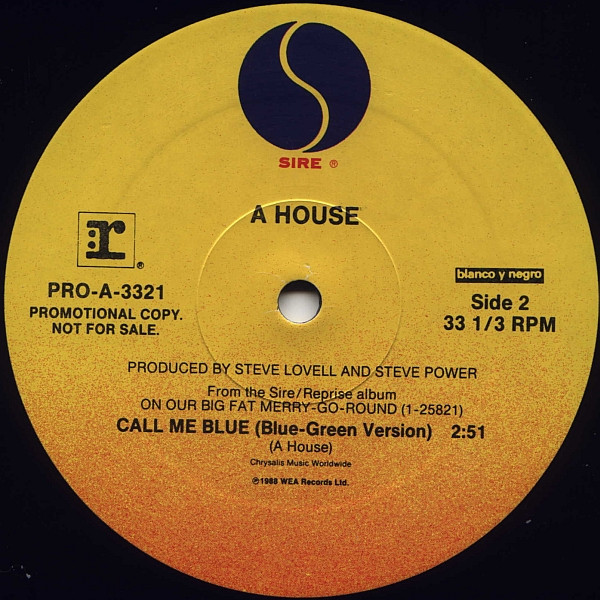 SIRE ®
A HOUSE
r ®
PRO-A-3321
PROMOTIONAL COPY.
NOT FOR SALE.
blanco y negro
Side 2
33 1/3 RPM
PRODUCED BY STEVE LOVELL AND STEVE POWER
From the Sire/Reprise album
ON OUR BIG FAT MERRY-GO-ROUND (1-25821)
CALL ME BLUE (Blue-Green Version) 2:51
(A House)
Chrysalis Music Worldwide
℗1988 WEA Records Ltd.